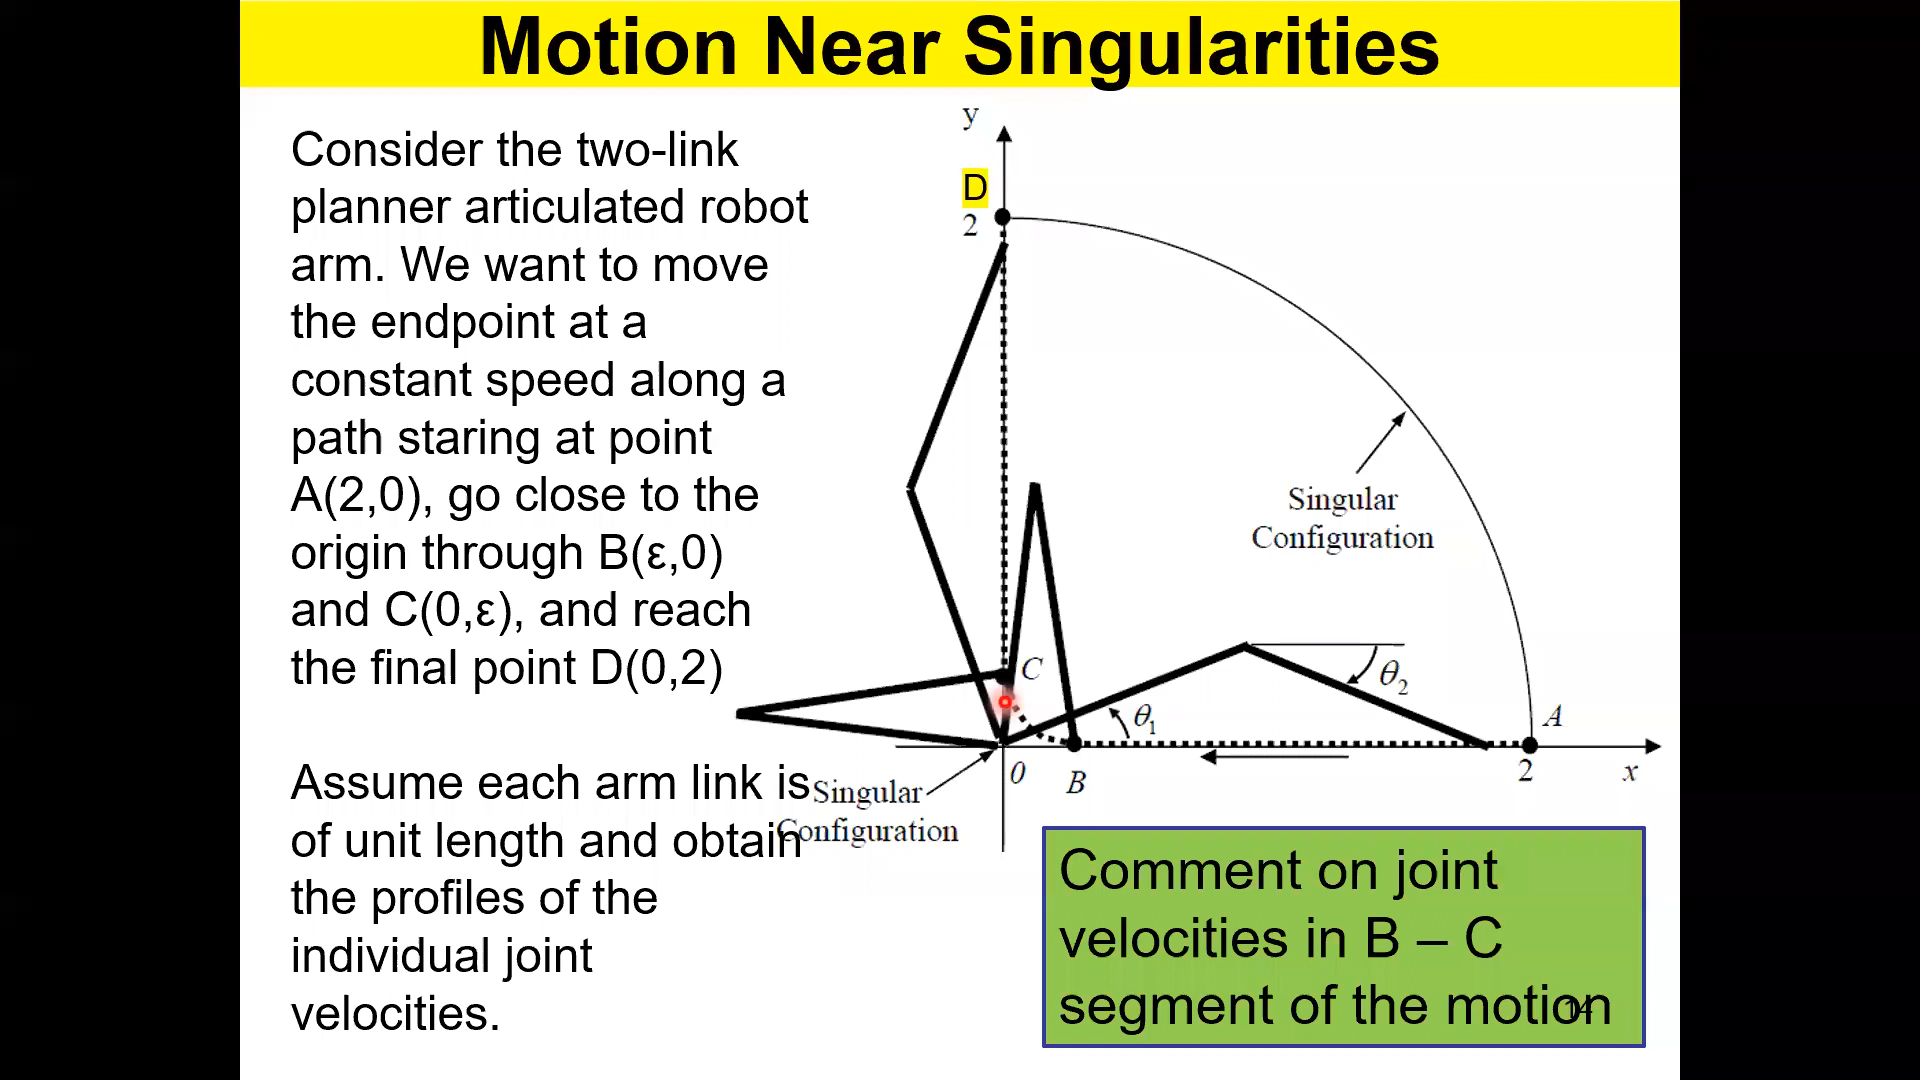 Motion Near Singularities
Consider the two-link
planner articulated robot
arm. We want to move
the endpoint at a
constant speed along a
path staring at point
A(2,0), go close to the
origin through B(ε,0)
and C(0,ε), and reach
the final point D(0,2)
Assume each arm link is
of unit length and obtain
the profiles of the
individual joint
velocities.
y
D
2
Singular
Configuration
C
θ2
θ1
A
0
B
2
x
Singular
Configuration
Comment on joint
velocities in B – C
segment of the motion
14